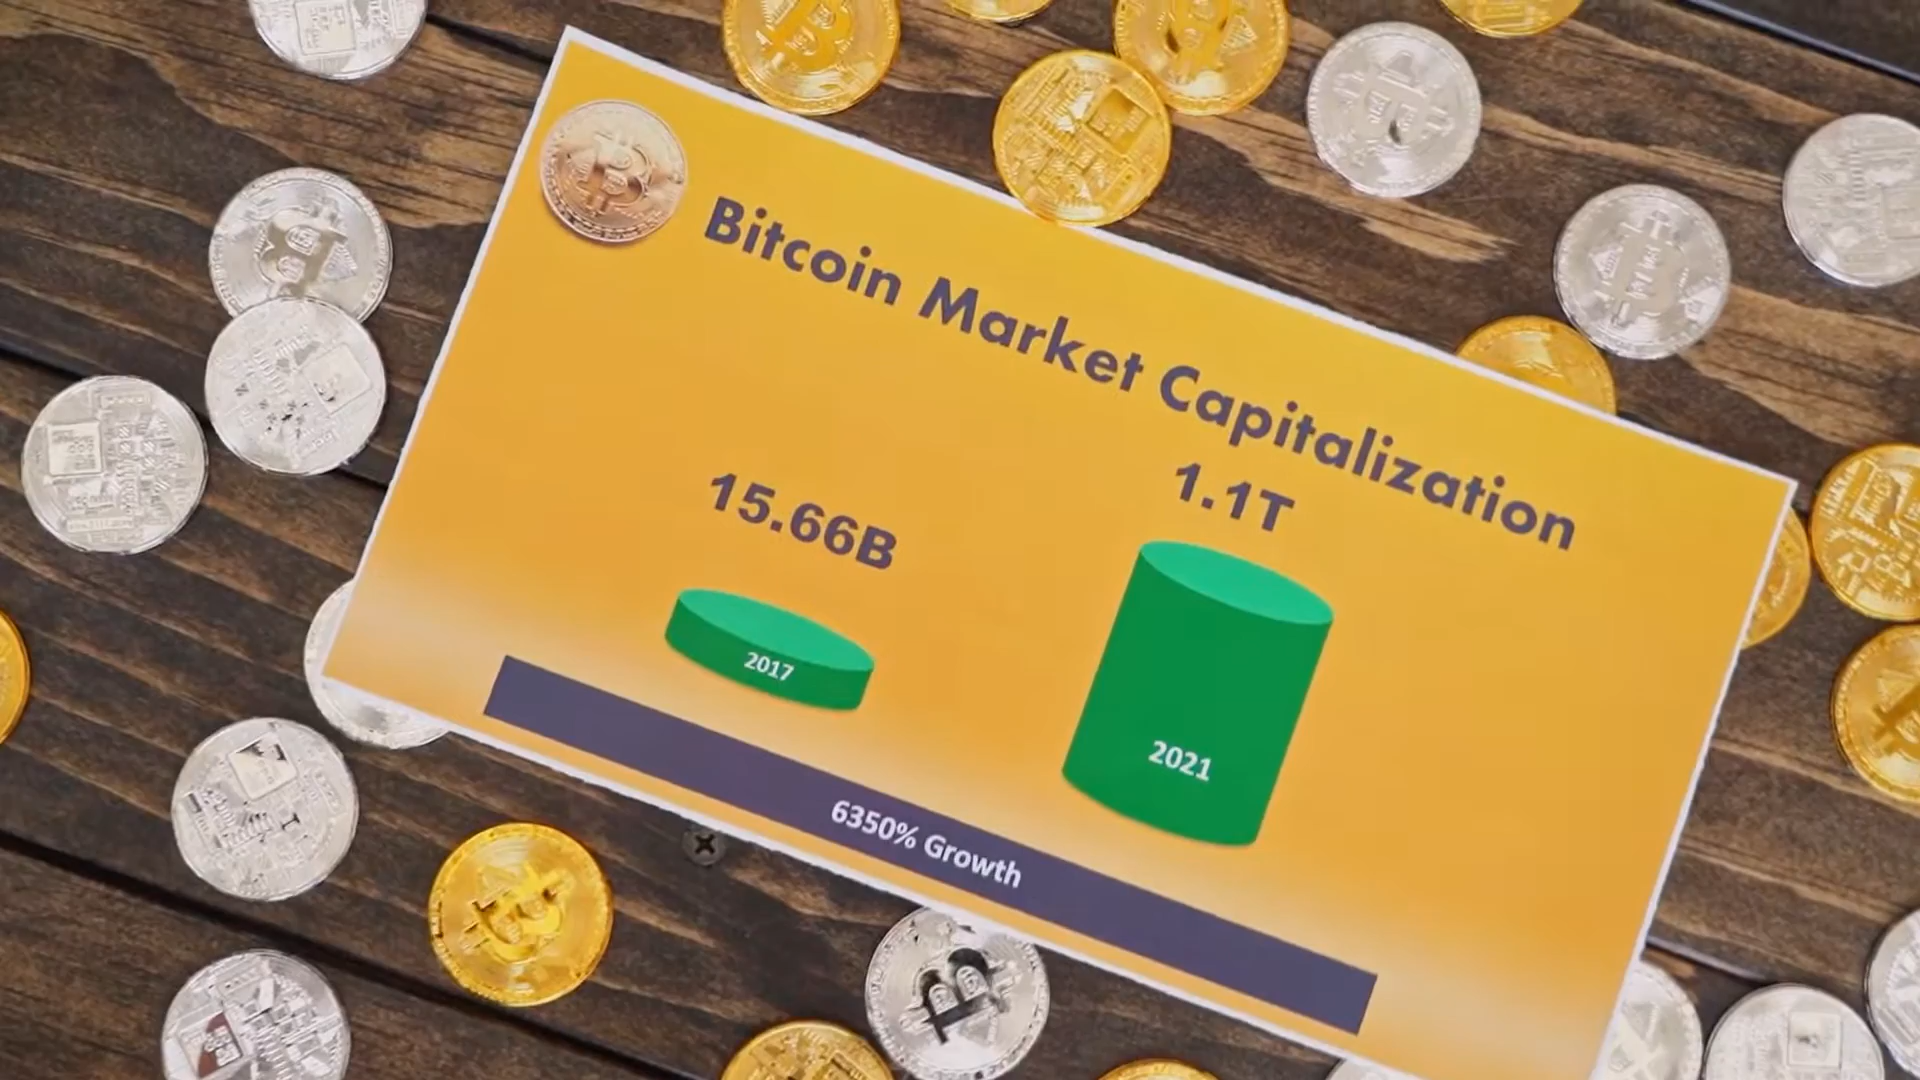 Bitcoin Market Capitalization
15.66B
1.1T
2017
2021
6350% Growth